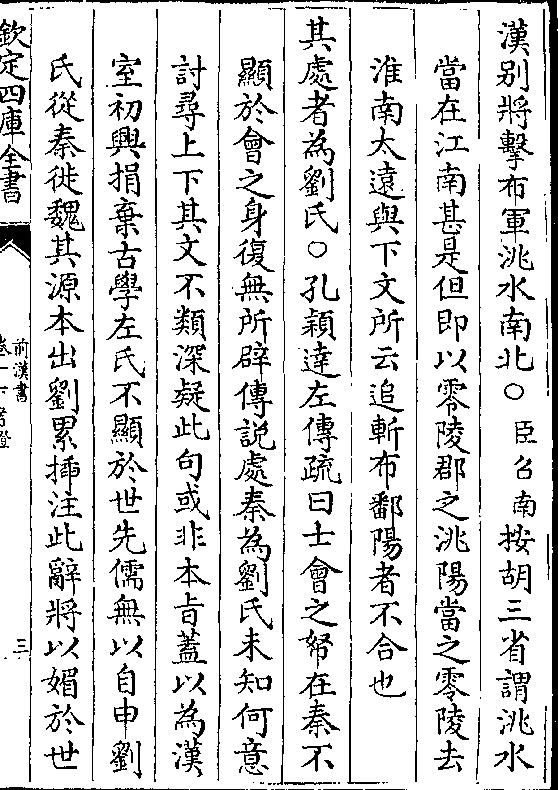 漢别將擊布軍洮水南北〇臣召南按胡三省謂洮水
當在江南甚是但即以零陵郡之洮陽當之零陵去
淮南太遠與下文所云追斬布鄱陽者不合也
其處者為劉氏〇孔穎達左傳疏曰士會之帑在秦不
顯於會之身復無所辟傳說處秦為劉氏未知何意
討尋上下其文不類深疑此句或非本旨蓋以為漢
室初興捐棄古學左氏不顯於世先儒無以自申劉
氏從秦徙魏其源本出劉累揷注此辭將以媚於世
欽定四庫全書
前漢書
三